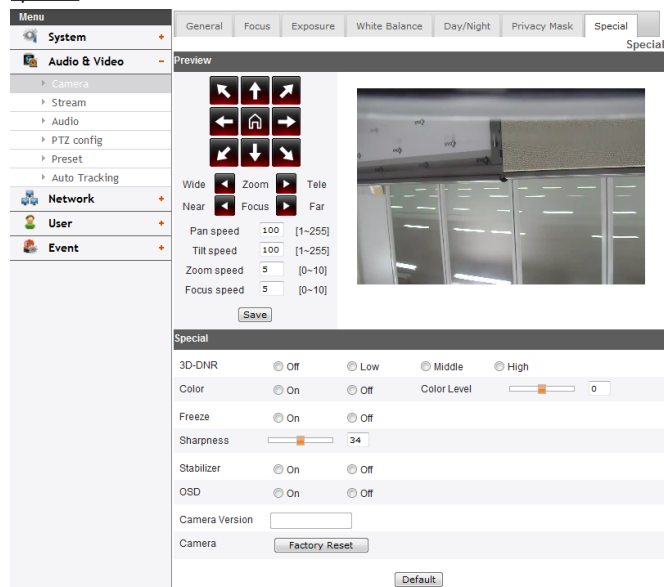 Menu
System +
Audio & Video -
Camera
Stream
Audio
PTZ config
Preset
Auto Tracking
Network +
User +
Event +
General Focus Exposure White Balance Day/Night Privacy Mask Special
Special
Preview
Wide Zoom Tele
Near Focus Far
Pan speed 100 [1~255]
Tilt speed 100 [1~255]
Zoom speed 5 [0~10]
Focus speed 5 [0~10]
Save
Special
3D-DNR Off Low Middle High
Color On Off Color Level 0
Freeze On Off
Sharpness 34
Stabilizer On Off
OSD On Off
Camera Version
Camera Factory Reset
Default